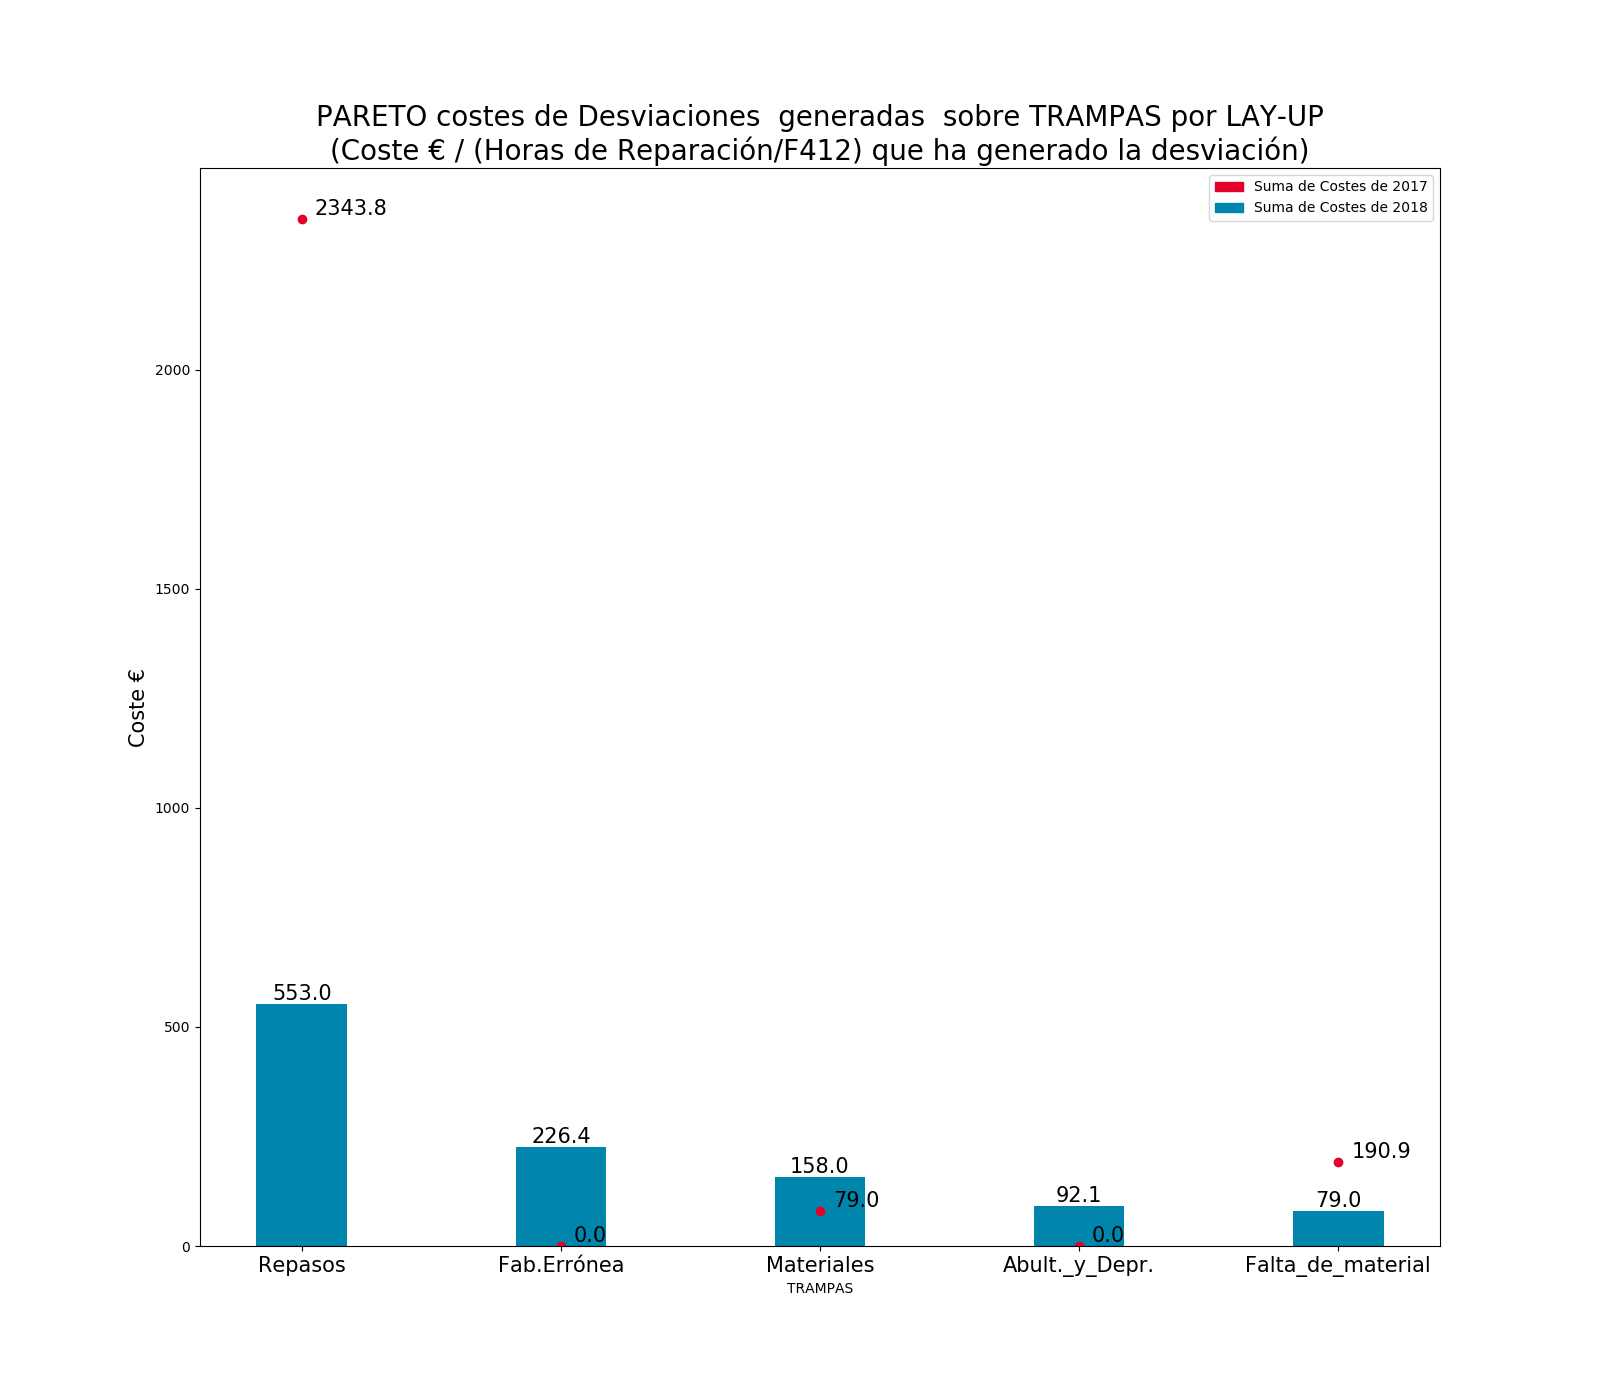 PARETO costes de Desviaciones  generadas  sobre TRAMPAS por LAY-UP
(Coste € / (Horas de Reparación/F412) que ha generado la desviación)
Suma de Costes de 2017
Suma de Costes de 2018
2343.8
2000
1500
1000
500
0
Coste €
553.0
226.4
0.0
158.0
79.0
92.1
0.0
190.9
79.0
Repasos
Fab.Errónea
Materiales
Abult._y_Depr.
Falta_de_material
TRAMPAS